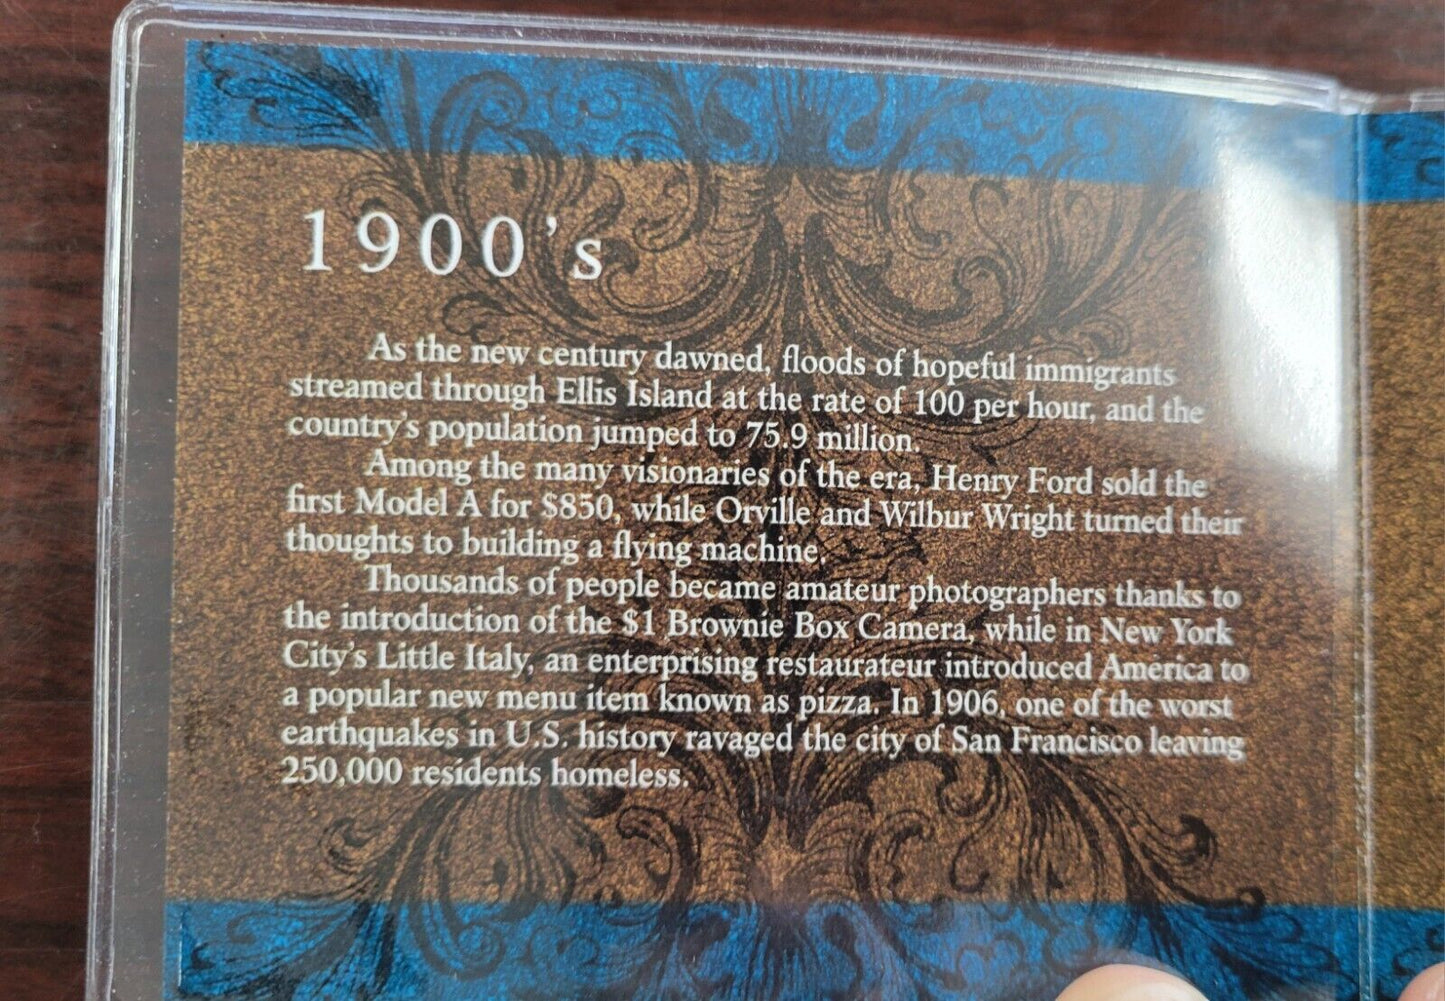 1900's
As the new century dawned, floods of hopeful immigrants
streamed through Ellis Island at the rate of 100 per hour, and the
country's population jumped to 75.9 million.
Among the many visionaries of the era, Henry Ford sold the
first Model A for $850, while Orville and Wilbur Wright turned their
thoughts to building a flying machine.
Thousands of people became amateur photographers thanks to
the introduction of the $1 Brownie Box Camera, while in New York
City's Little Italy, an enterprising restaurateur introduced America to
a popular new menu item known as pizza. In 1906, one of the worst
earthquakes in U.S. history ravaged the city of San Francisco leaving
250,000 residents homeless.